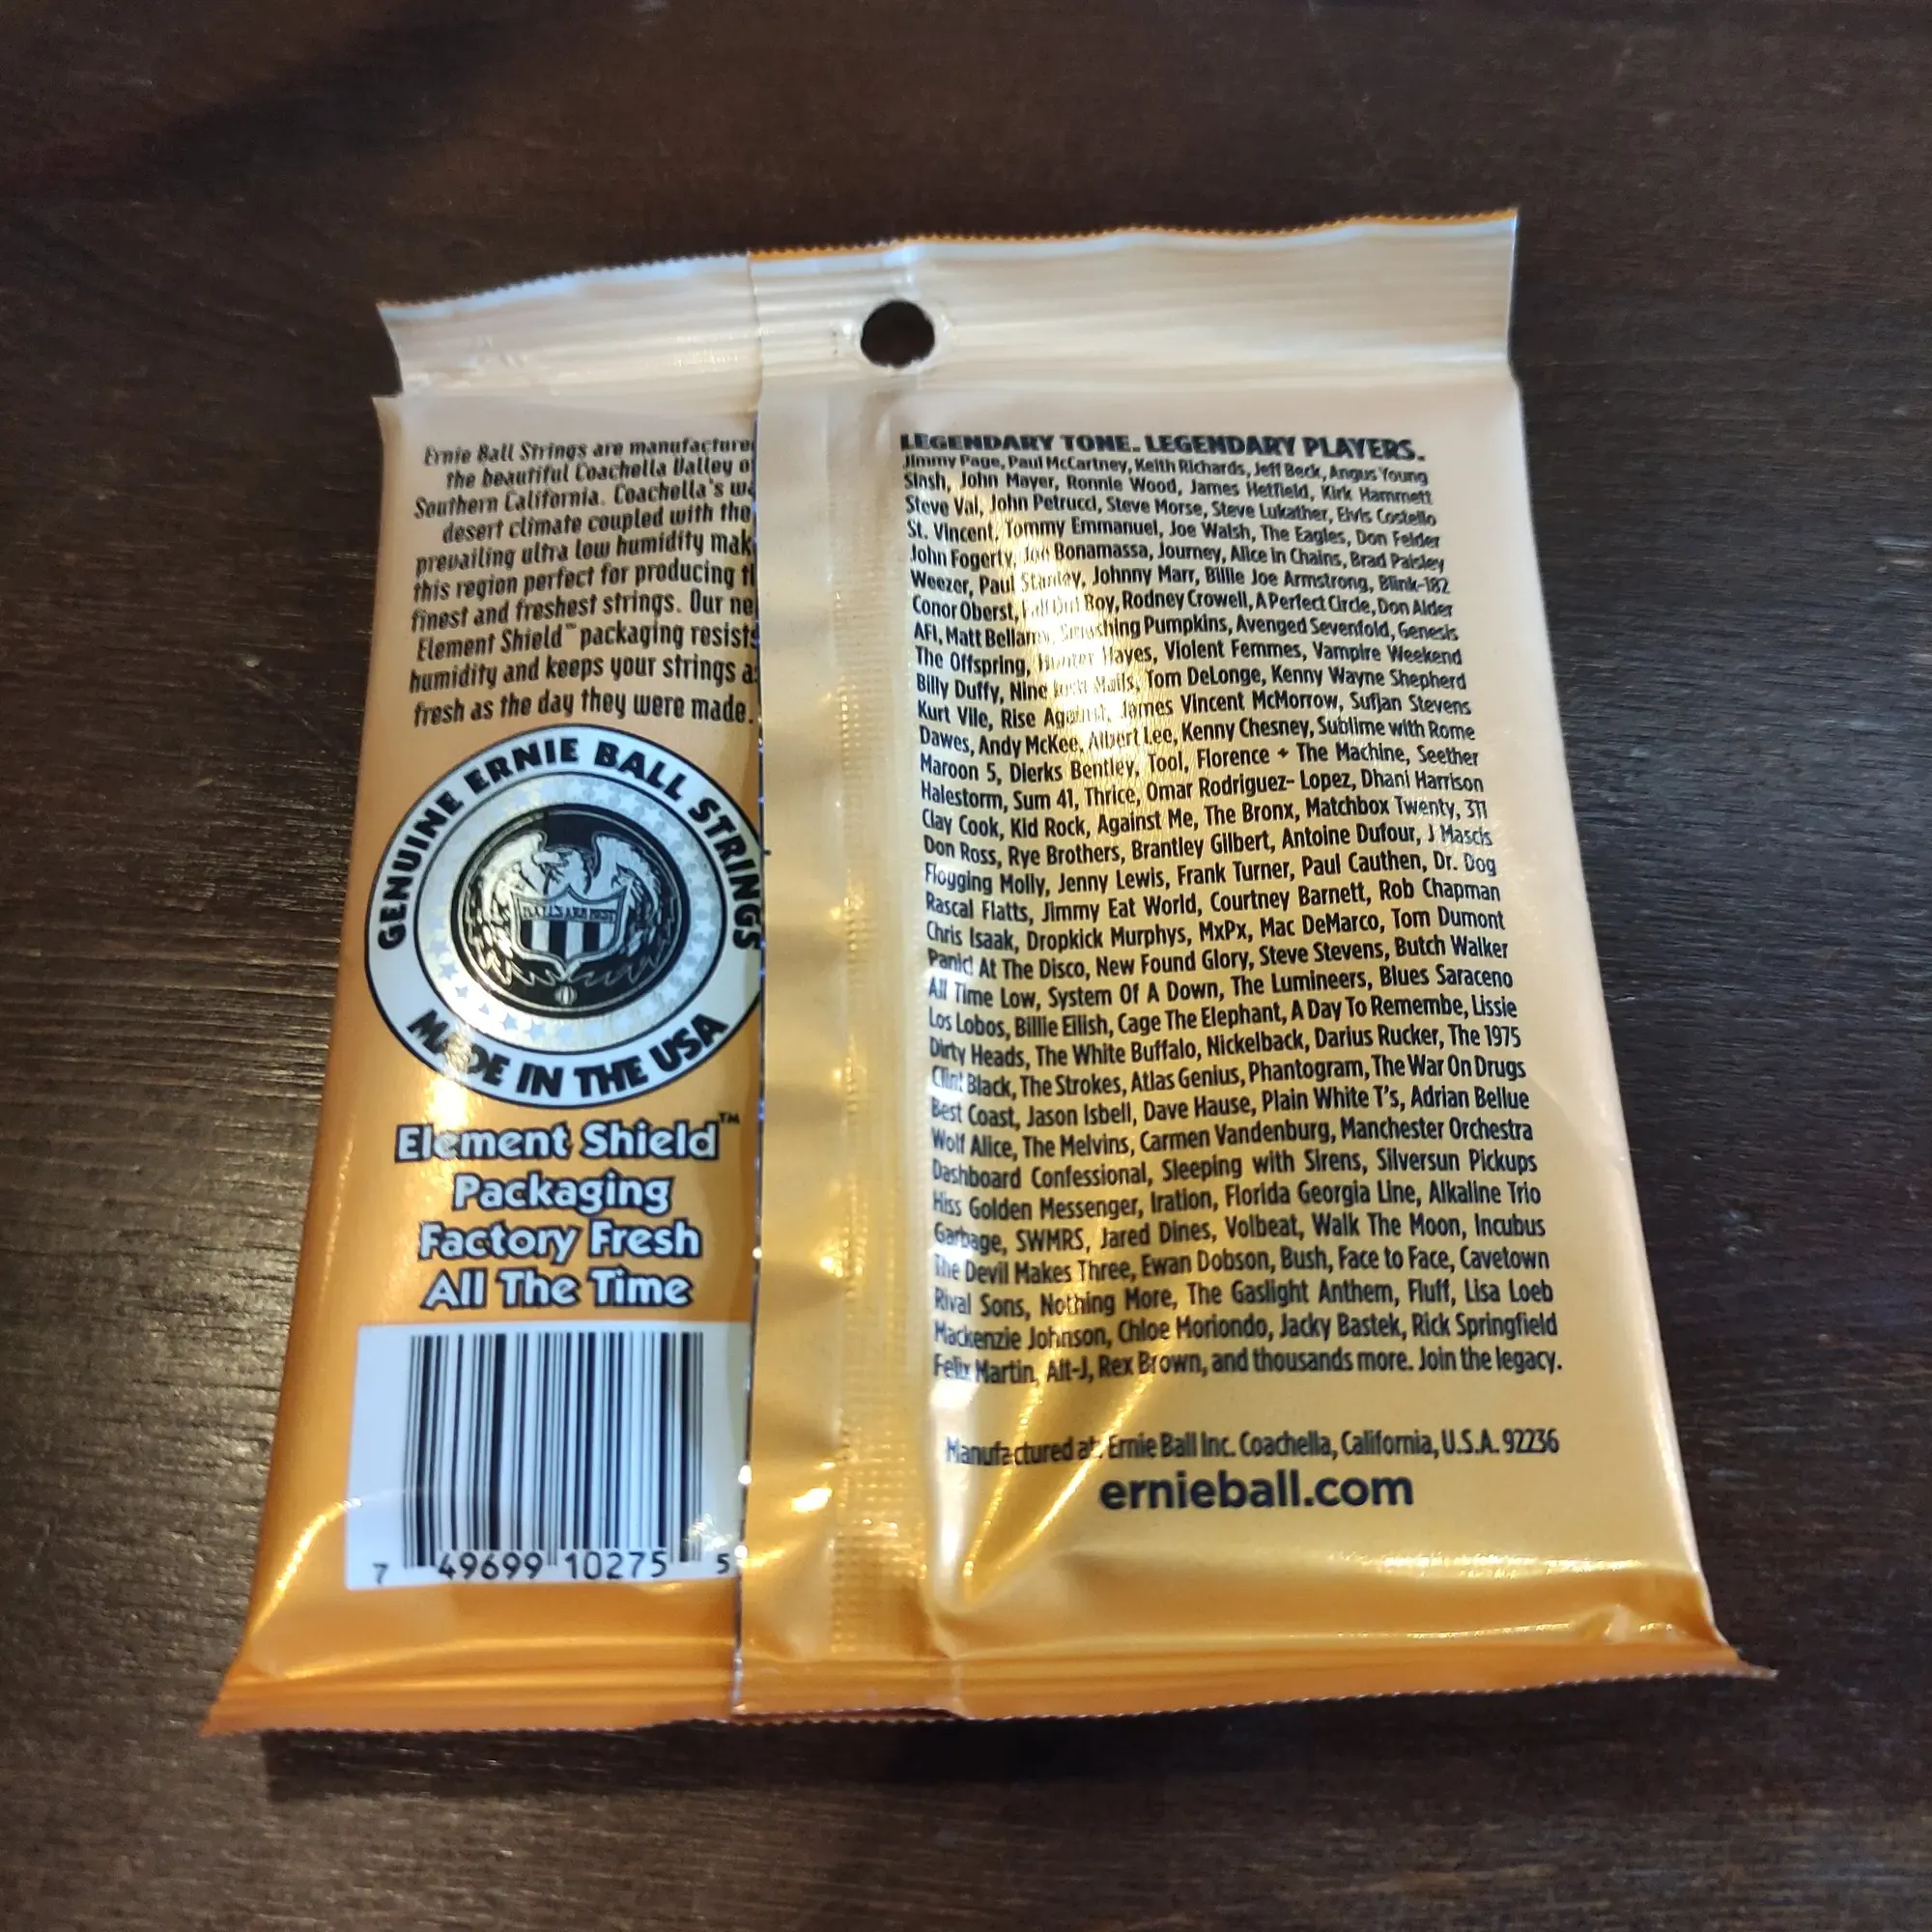 Ernie Ball Strings are manufacture
the beautiful Coachella Valley o
Southern California. Coachella's wa
desert climate coupled with the
prevailing ultra low humidity mak
this region perfect for producing t
finest and freshest strings. Our ne
Element Shield™ packaging resists
humidity and keeps your strings a
fresh as the day they were made.
GENUINE ERNIE BALL STRINGS
MADE IN THE USA
Element Shield™
Packaging
Factory Fresh
All The Time
7 49699 10275 5
LEGENDARY TONE. LEGENDARY PLAYERS.
Jimmy Page, Paul McCartney, Keith Richards, Jeff Beck, Angus Young
Slash, John Mayer, Ronnie Wood, James Hetfield, Kirk Hammett
Steve Vai, John Petrucci, Steve Morse, Steve Lukather, Elvis Costello
St. Vincent, Tommy Emmanuel, Joe Walsh, The Eagles, Don Felder
John Fogerty, Joe Bonamassa, Journey, Alice in Chains, Brad Paisley
Weezer, Paul Stanley, Johnny Marr, Billie Joe Armstrong, Blink-182
Conor Oberst, Fall Out Boy, Rodney Crowell, A Perfect Circle, Don Alder
AFI, Matt Bellamy, Smashing Pumpkins, Avenged Sevenfold, Genesis
The Offspring, Hunter Hayes, Violent Femmes, Vampire Weekend
Billy Duffy, Nine Inch Nails, Tom DeLonge, Kenny Wayne Shepherd
Kurt Vile, Rise Against, James Vincent McMorrow, Sufjan Stevens
Dawes, Andy McKee, Albert Lee, Kenny Chesney, Sublime with Rome
Maroon 5, Dierks Bentley, Tool, Florence + The Machine, Seether
Halestorm, Sum 41, Thrice, Omar Rodriguez- Lopez, Dhani Harrison
Clay Cook, Kid Rock, Against Me, The Bronx, Matchbox Twenty, 311
Don Ross, Rye Brothers, Brantley Gilbert, Antoine Dufour, J Mascis
Flogging Molly, Jenny Lewis, Frank Turner, Paul Cauthen, Dr. Dog
Rascal Flatts, Jimmy Eat World, Courtney Barnett, Rob Chapman
Chris Isaak, Dropkick Murphys, MxPx, Mac DeMarco, Tom Dumont
Panic! At The Disco, New Found Glory, Steve Stevens, Butch Walker
All Time Low, System Of A Down, The Lumineers, Blues Saraceno
Los Lobos, Billie Eilish, Cage The Elephant, A Day To Remembe, Lissie
Dirty Heads, The White Buffalo, Nickelback, Darius Rucker, The 1975
Clint Black, The Strokes, Atlas Genius, Phantogram, The War On Drugs
Best Coast, Jason Isbell, Dave Hause, Plain White T's, Adrian Bellue
Wolf Alice, The Melvins, Carmen Vandenburg, Manchester Orchestra
Dashboard Confessional, Sleeping with Sirens, Silversun Pickups
Hiss Golden Messenger, Iration, Florida Georgia Line, Alkaline Trio
Garbage, SWMRS, Jared Dines, Volbeat, Walk The Moon, Incubus
The Devil Makes Three, Ewan Dobson, Bush, Face to Face, Cavetown
Rival Sons, Nothing More, The Gaslight Anthem, Fluff, Lisa Loeb
Mackenzie Johnson, Chloe Moriondo, Jacky Bastek, Rick Springfield
Felix Martin, Alt-J, Rex Brown, and thousands more. Join the legacy.
Manufactured at: Ernie Ball Inc. Coachella, California, U.S.A. 92236
ernieball.com